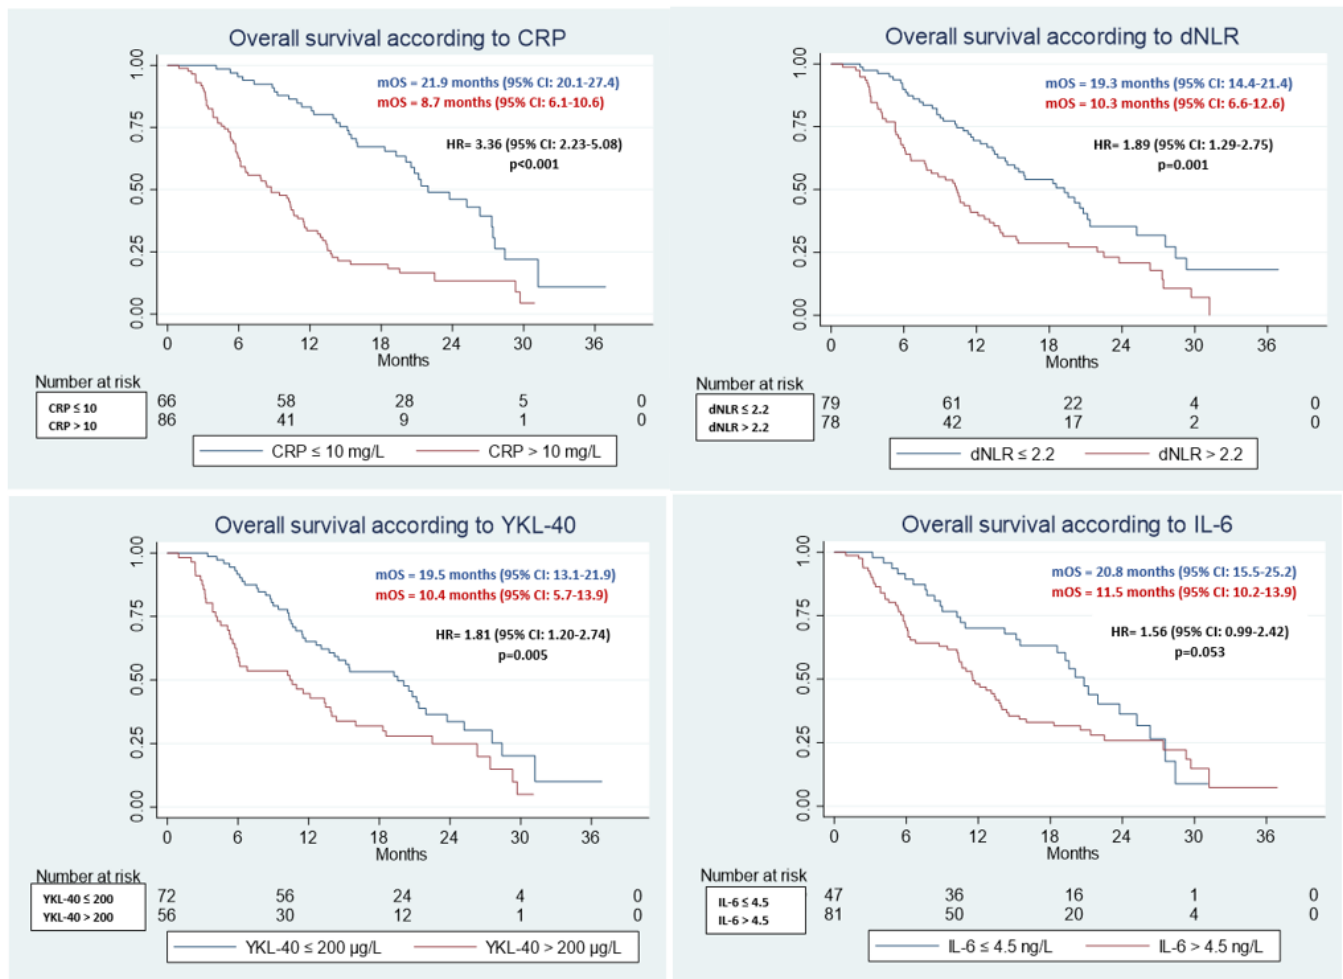 Overall survival according to CRP
mOS = 21.9 months (95% CI: 20.1-27.4)
mOS = 8.7 months (95% CI: 6.1-10.6)
HR= 3.36 (95% CI: 2.23-5.08)
p<0.001
1.00
0.75
0.50
0.25
0.00
0 6 12 18 24 30 36
Months
Number at risk
CRP ≤ 10 66 58 28 5 0
CRP > 10 86 41 9 1 0
CRP ≤ 10 mg/L CRP > 10 mg/L
Overall survival according to dNLR
mOS = 19.3 months (95% CI: 14.4-21.4)
mOS = 10.3 months (95% CI: 6.6-12.6)
HR= 1.89 (95% CI: 1.29-2.75)
p=0.001
1.00
0.75
0.50
0.25
0.00
0 6 12 18 24 30 36
Months
Number at risk
dNLR ≤ 2.2 79 61 22 4 0
dNLR > 2.2 78 42 17 2 0
dNLR ≤ 2.2 dNLR > 2.2
Overall survival according to YKL-40
mOS = 19.5 months (95% CI: 13.1-21.9)
mOS = 10.4 months (95% CI: 5.7-13.9)
HR= 1.81 (95% CI: 1.20-2.74)
p=0.005
1.00
0.75
0.50
0.25
0.00
0 6 12 18 24 30 36
Months
Number at risk
YKL-40 ≤ 200 72 56 24 4 0
YKL-40 > 200 56 30 12 1 0
YKL-40 ≤ 200 µg/L YKL-40 > 200 µg/L
Overall survival according to IL-6
mOS = 20.8 months (95% CI: 15.5-25.2)
mOS = 11.5 months (95% CI: 10.2-13.9)
HR= 1.56 (95% CI: 0.99-2.42)
p=0.053
1.00
0.75
0.50
0.25
0.00
0 6 12 18 24 30 36
Months
Number at risk
IL-6 ≤ 4.5 47 36 16 1 0
IL-6 > 4.5 81 50 20 4 0
IL-6 ≤ 4.5 ng/L IL-6 > 4.5 ng/L